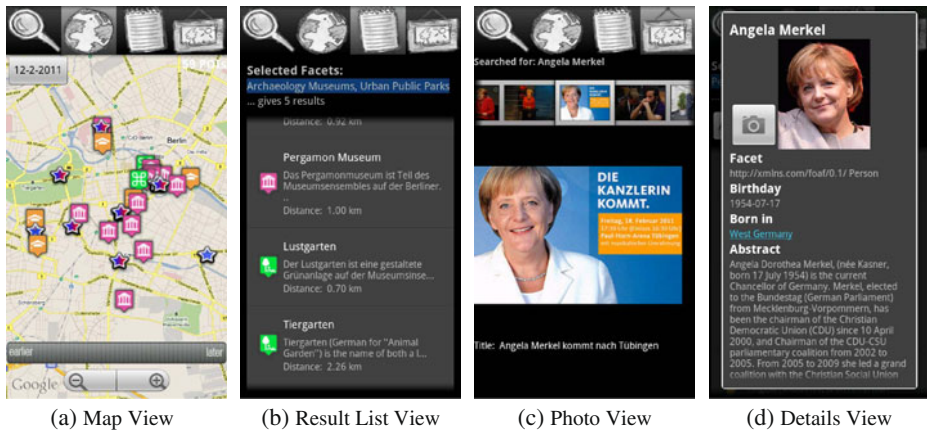 12-2-2011
Berlin
Google
earlier
later
(a) Map View
Selected Facets:
Archaeology Museums, Urban Public Parks
... gives 5 results
Distance: 0.92 km
Pergamon Museum
Das Pergamonmuseum ist Teil des
Museumsensembles auf der Berliner.
..
Distance: 1.00 km
Lustgarten
Der Lustgarten ist eine gestaltete
Grünanlage auf der Museumsinse...
Distance: 0.70 km
Tiergarten
Tiergarten (German for "Animal
Garden") is the name of both a l...
Distance: 2.26 km
(b) Result List View
Searched for: Angela Merkel
DIE
KANZLERIN
KOMMT.
Freitag, 18. Februar 2011
Paul Horn Arena Tübingen
Title: Angela Merkel kommt nach Tübingen
(c) Photo View
Angela Merkel
Facet
http://xmlns.com/foaf/0.1/ Person
Birthday
1954-07-17
Born in
West Germany
Abstract
Angela Dorothea Merkel, (née Kasner,
born 17 July 1954) is the current
Chancellor of Germany. Merkel, elected
to the Bundestag (German Parliament)
from Mecklenburg-Vorpommern, has
been the chairman of the Christian
Democratic Union (CDU) since 10 April
2000, and Chairman of the CDU-CSU
parliamentary coalition from 2002 to
2005. From 2005 to 2009 she led a grand
coalition with the Christian Social Union
(d) Details View